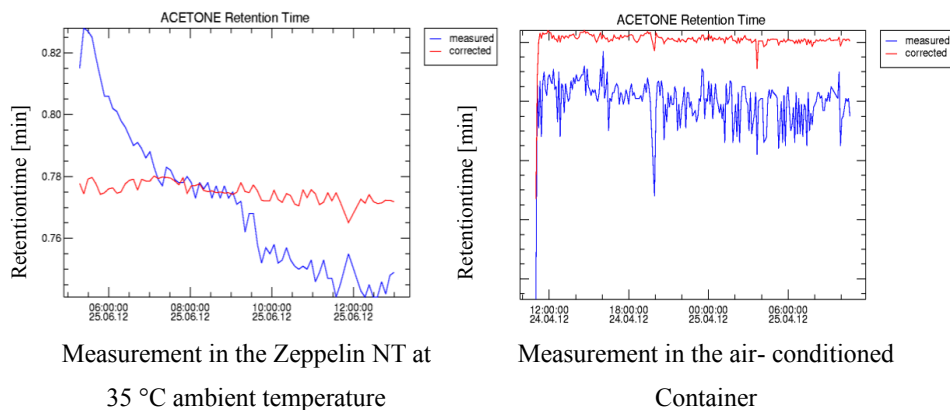 ACETONE Retention Time
measured
corrected
Retentiontime [min]
0.82
0.80
0.78
0.76
06:00:00
25.06.12
08:00:00
25.06.12
10:00:00
25.06.12
12:00:00
25.06.12
Measurement in the Zeppelin NT at
35 °C ambient temperature
ACETONE Retention Time
measured
corrected
Retentiontime [min]
12:00:00
24.04.12
18:00:00
24.04.12
00:00:00
25.04.12
06:00:00
25.04.12
Measurement in the air- conditioned
Container